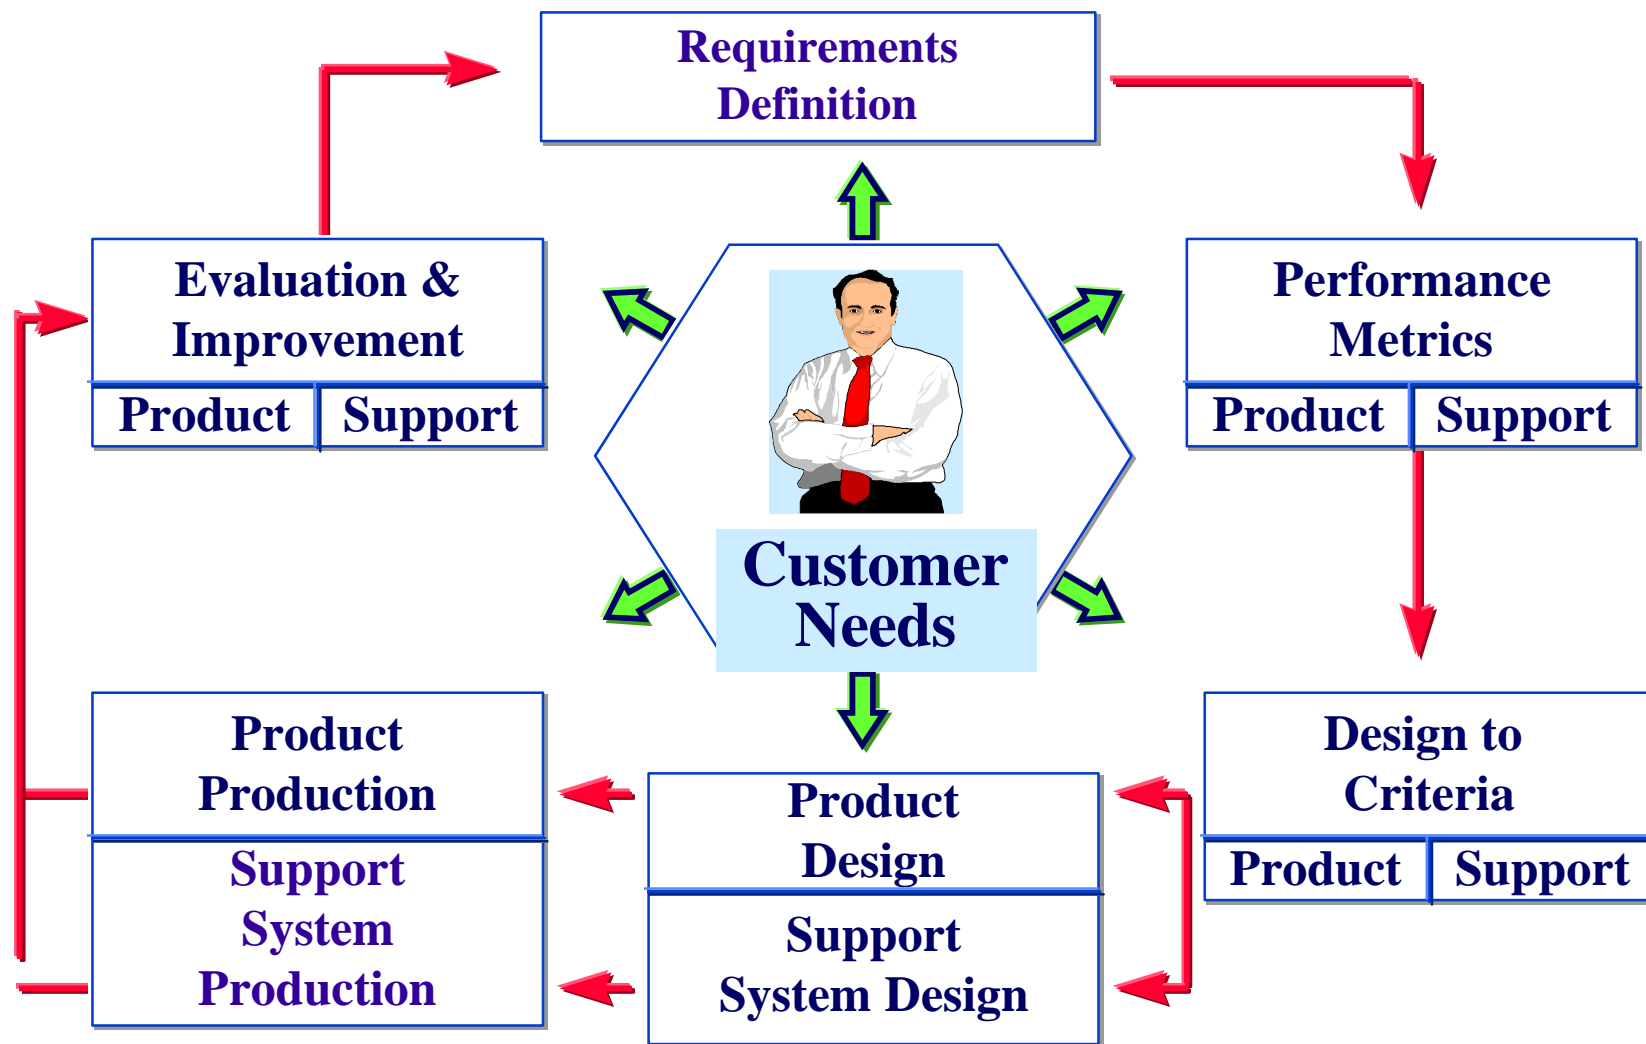 Requirements
Definition
Evaluation &
Improvement
Product Support
Performance
Metrics
Product Support
Customer
Needs
Product
Production
Support
System
Production
Product
Design
Support
System Design
Design to
Criteria
Product Support